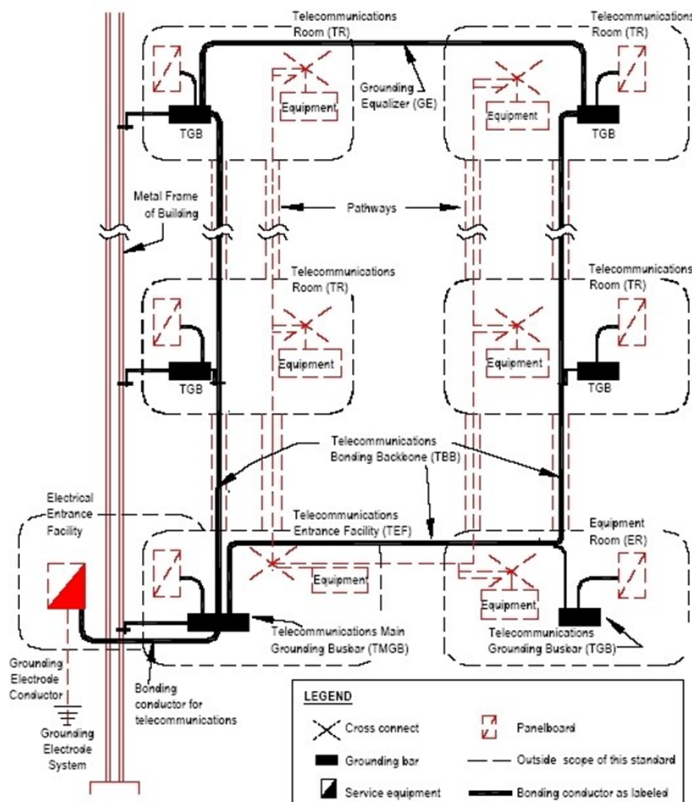 Telecommunications
Room (TR)
Telecommunications
Room (TR)
Grounding
Equalizer (GE)
Equipment
Equipment
TGB
TGB
Metal Frame
of Building
Pathways
Telecommunications
Room (TR)
Telecommunications
Room (TR)
Equipment
Equipment
TGB
TGB
Telecommunications
Bonding Backbone (TBB)
Electrical
Entrance
Facility
Telecommunications
Entrance Facility (TEF)
Equipment
Room (ER)
Equipment
Equipment
Telecommunications Main
Grounding Busbar (TMGB)
Telecommunications
Grounding Busbar (TGB)
Grounding
Electrode
Conductor
Bonding
conductor for
telecommunications
Grounding
Electrode
System
LEGEND
Cross connect
Panelboard
Grounding bar
Outside scope of this standard
Service equipment
Bonding conductor as labeled